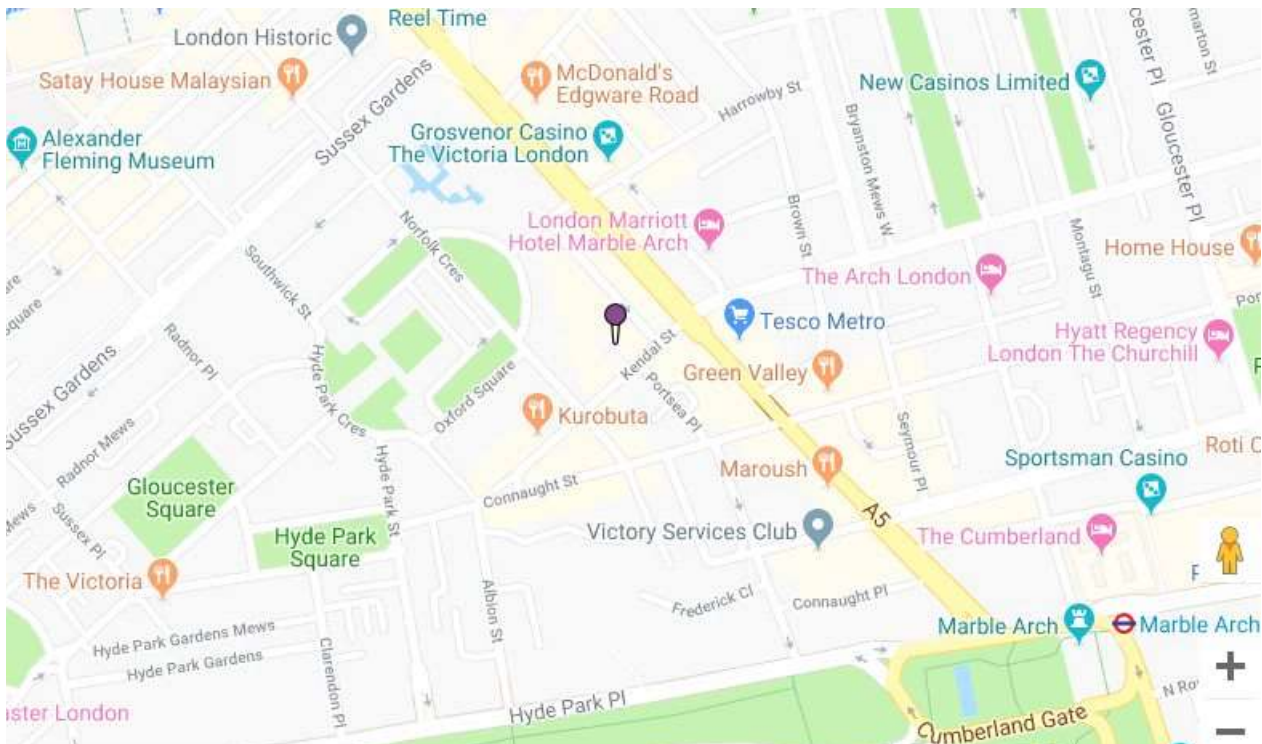 Reel Time
London Historic
Satay House Malaysian
McDonald's
Edgware Road
New Casinos Limited
Gloucester Pl
Harrowby St
Sussex Gardens
Alexander
Fleming Museum
Grosvenor Casino
The Victoria London
Bryanston Mews W
Brown St
London Marriott
Hotel Marble Arch
Norfolk Cres
Southwick St
Montagu St
Home House
The Arch London
Tesco Metro
Hyatt Regency
London The Churchill
Radnor Pl
Hyde Park Cres
Kendal St
Green Valley
Portsea Pl
Oxford Square
Sussex Gardens
Kurobuta
Radnor Mews
Seymour Pl
Hyde Park St
Maroush
Sportsman Casino
Gloucester
Square
Connaught St
A5
Sussex Pl
Hyde Park
Square
Victory Services Club
The Cumberland
The Victoria
Albion St
Frederick Cl
Connaught Pl
Marble Arch
Marble Arch
Hyde Park Gardens Mews
Hyde Park Gardens
Clarendon Pl
Hyde Park Pl
Cumberland Gate
London
+
−